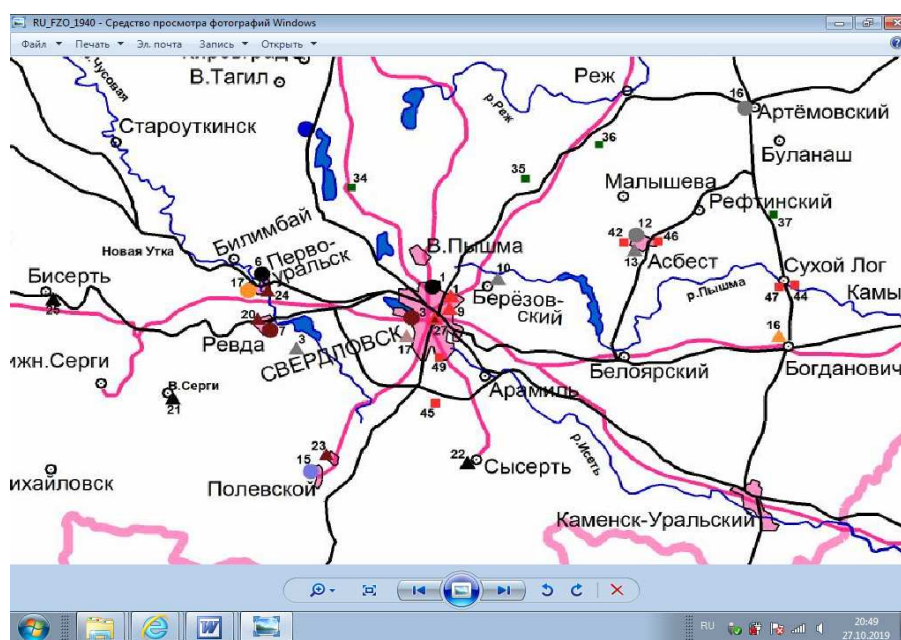 RU_FZO_1940 - Средство просмотра фотографий Windows
Файл Печать Эл. почта Запись Открыть
В.Тагил
р.Чусовая
Реж
р.Реж
16
Артёмовский
Староуткинск
36
Буланаш
35
34
Малышева
Рефтинский
37
Новая Утка
Билимбай
В.Пышма
42
12
46
13
Асбест
6
Перво-
уральск
10
Берёзов-
ский
Сухой Лог
р.Пышма
47
44
Камы
Бисерть
25
17
24
1
1
9
20
3
27
Ревда
3
СВЕРДЛОВСК
17
16
49
Белоярский
Богданович
ижн.Серги
В.Серги
21
45
Арамиль
р.Исеть
23
15
22
Сысерть
ихайловск
Полевской
Каменск-Уральский
RU
20:49
27.10.2019